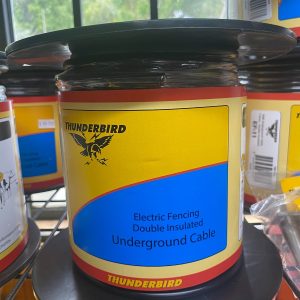 THUNDERBIRD
Electric Fencing
Double Insulated
Underground Cable
THUNDERBIRD